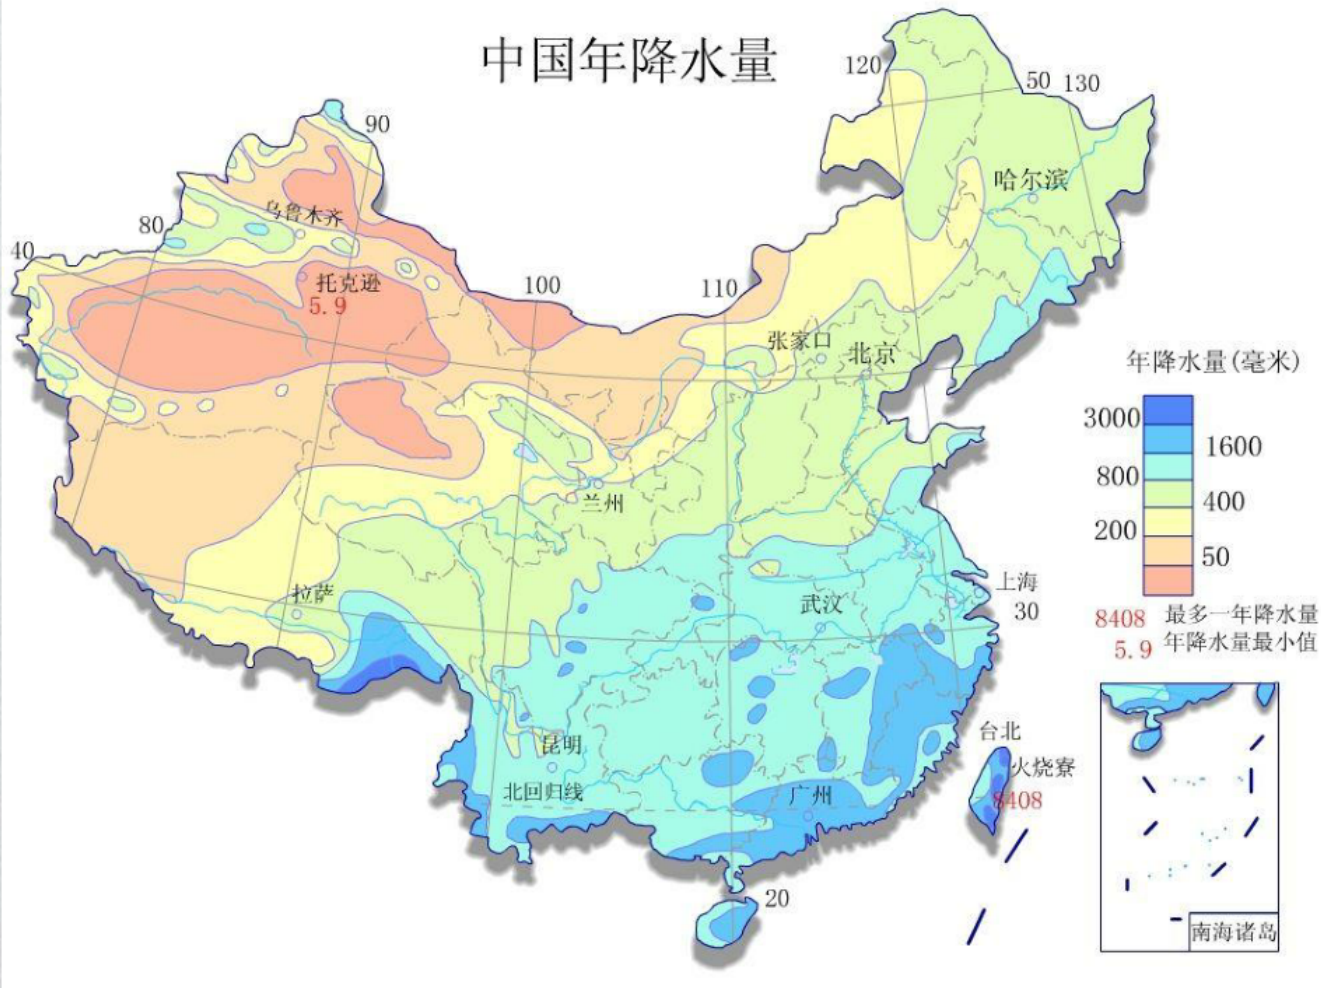 中国年降水量
120
50
130
90
哈尔滨
乌鲁木齐
80
40
托克逊
5.9
100
110
张家口
北京
年降水量(毫米)
3000
1600
800
400
200
50
兰州
拉萨
上海
30
武汉
8408 最多一年降水量
5.9 年降水量最小值
昆明
台北
火烧寮
8408
北回归线
广州
20
南海诸岛